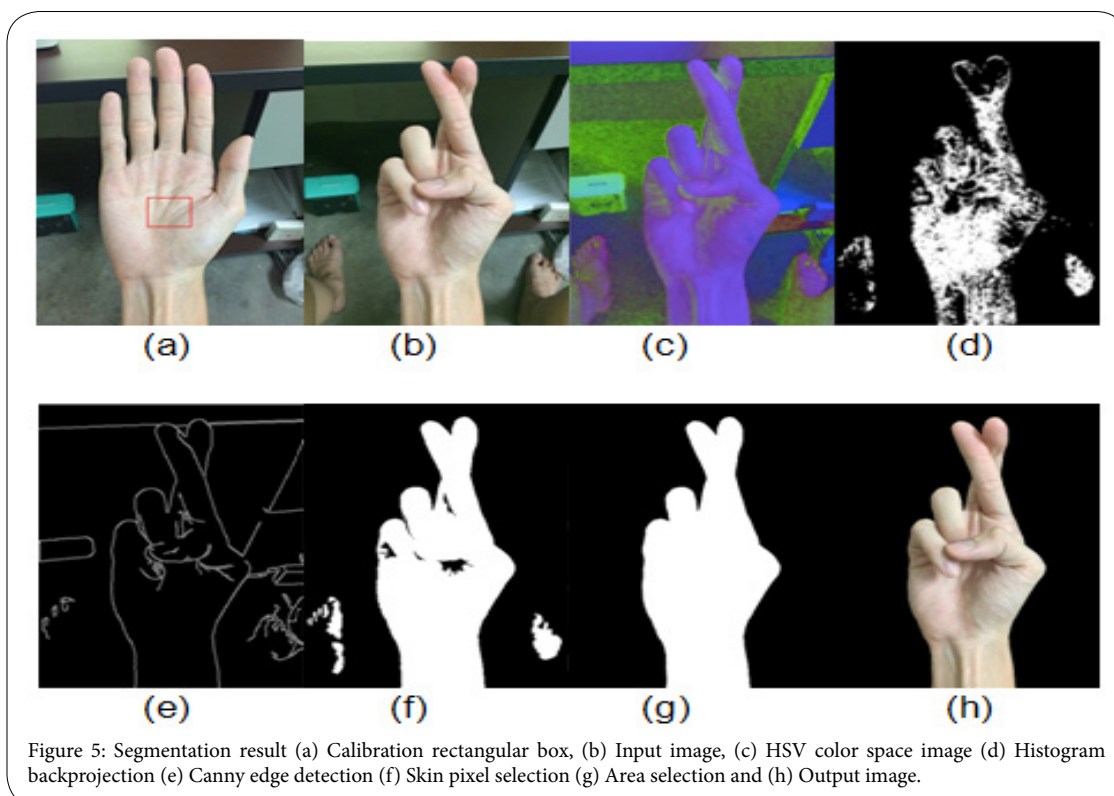 (a)
(b)
(c)
(d)
(e)
(f)
(g)
(h)
Figure 5: Segmentation result (a) Calibration rectangular box, (b) Input image, (c) HSV color space image (d) Histogram
backprojection (e) Canny edge detection (f) Skin pixel selection (g) Area selection and (h) Output image.